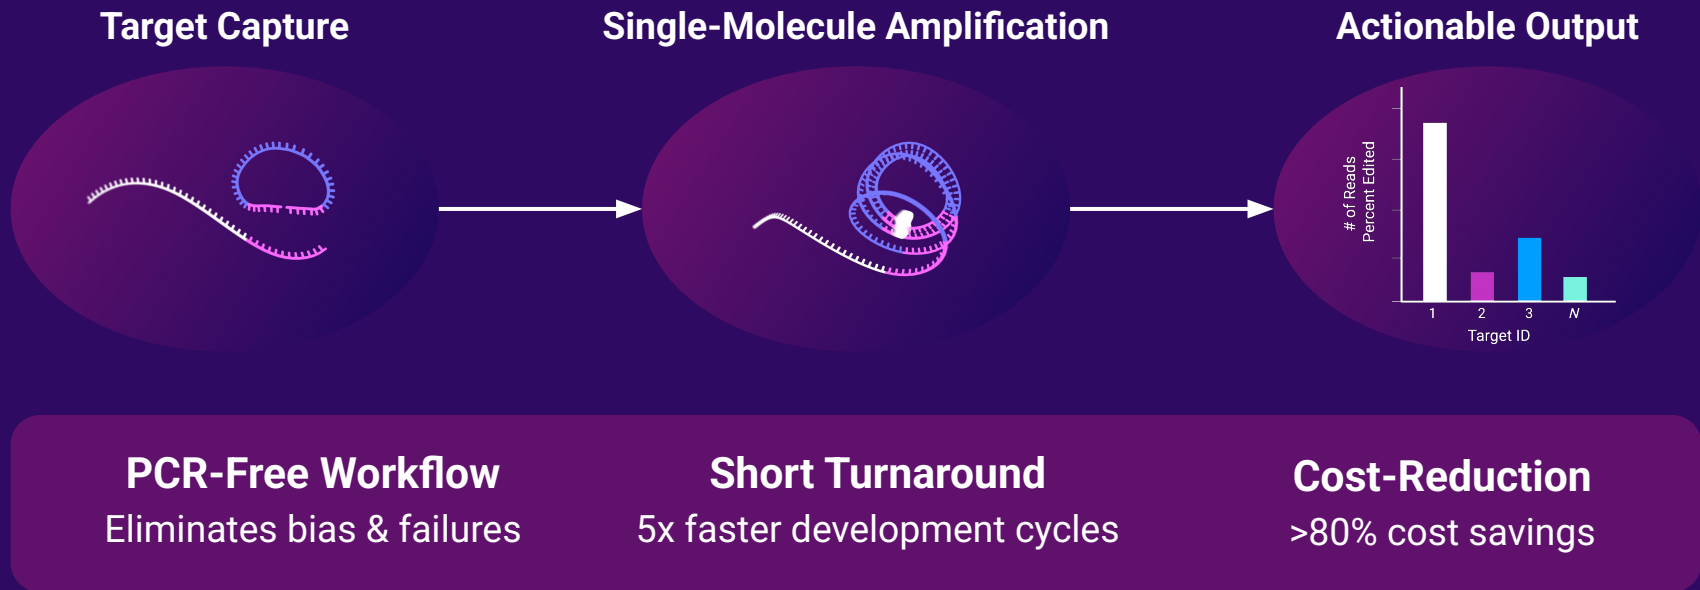 Target Capture
Single-Molecule Amplification
Actionable Output
# of Reads
Percent Edited
1
2
3
N
Target ID
PCR-Free Workflow
Eliminates bias & failures
Short Turnaround
5x faster development cycles
Cost-Reduction
>80% cost savings